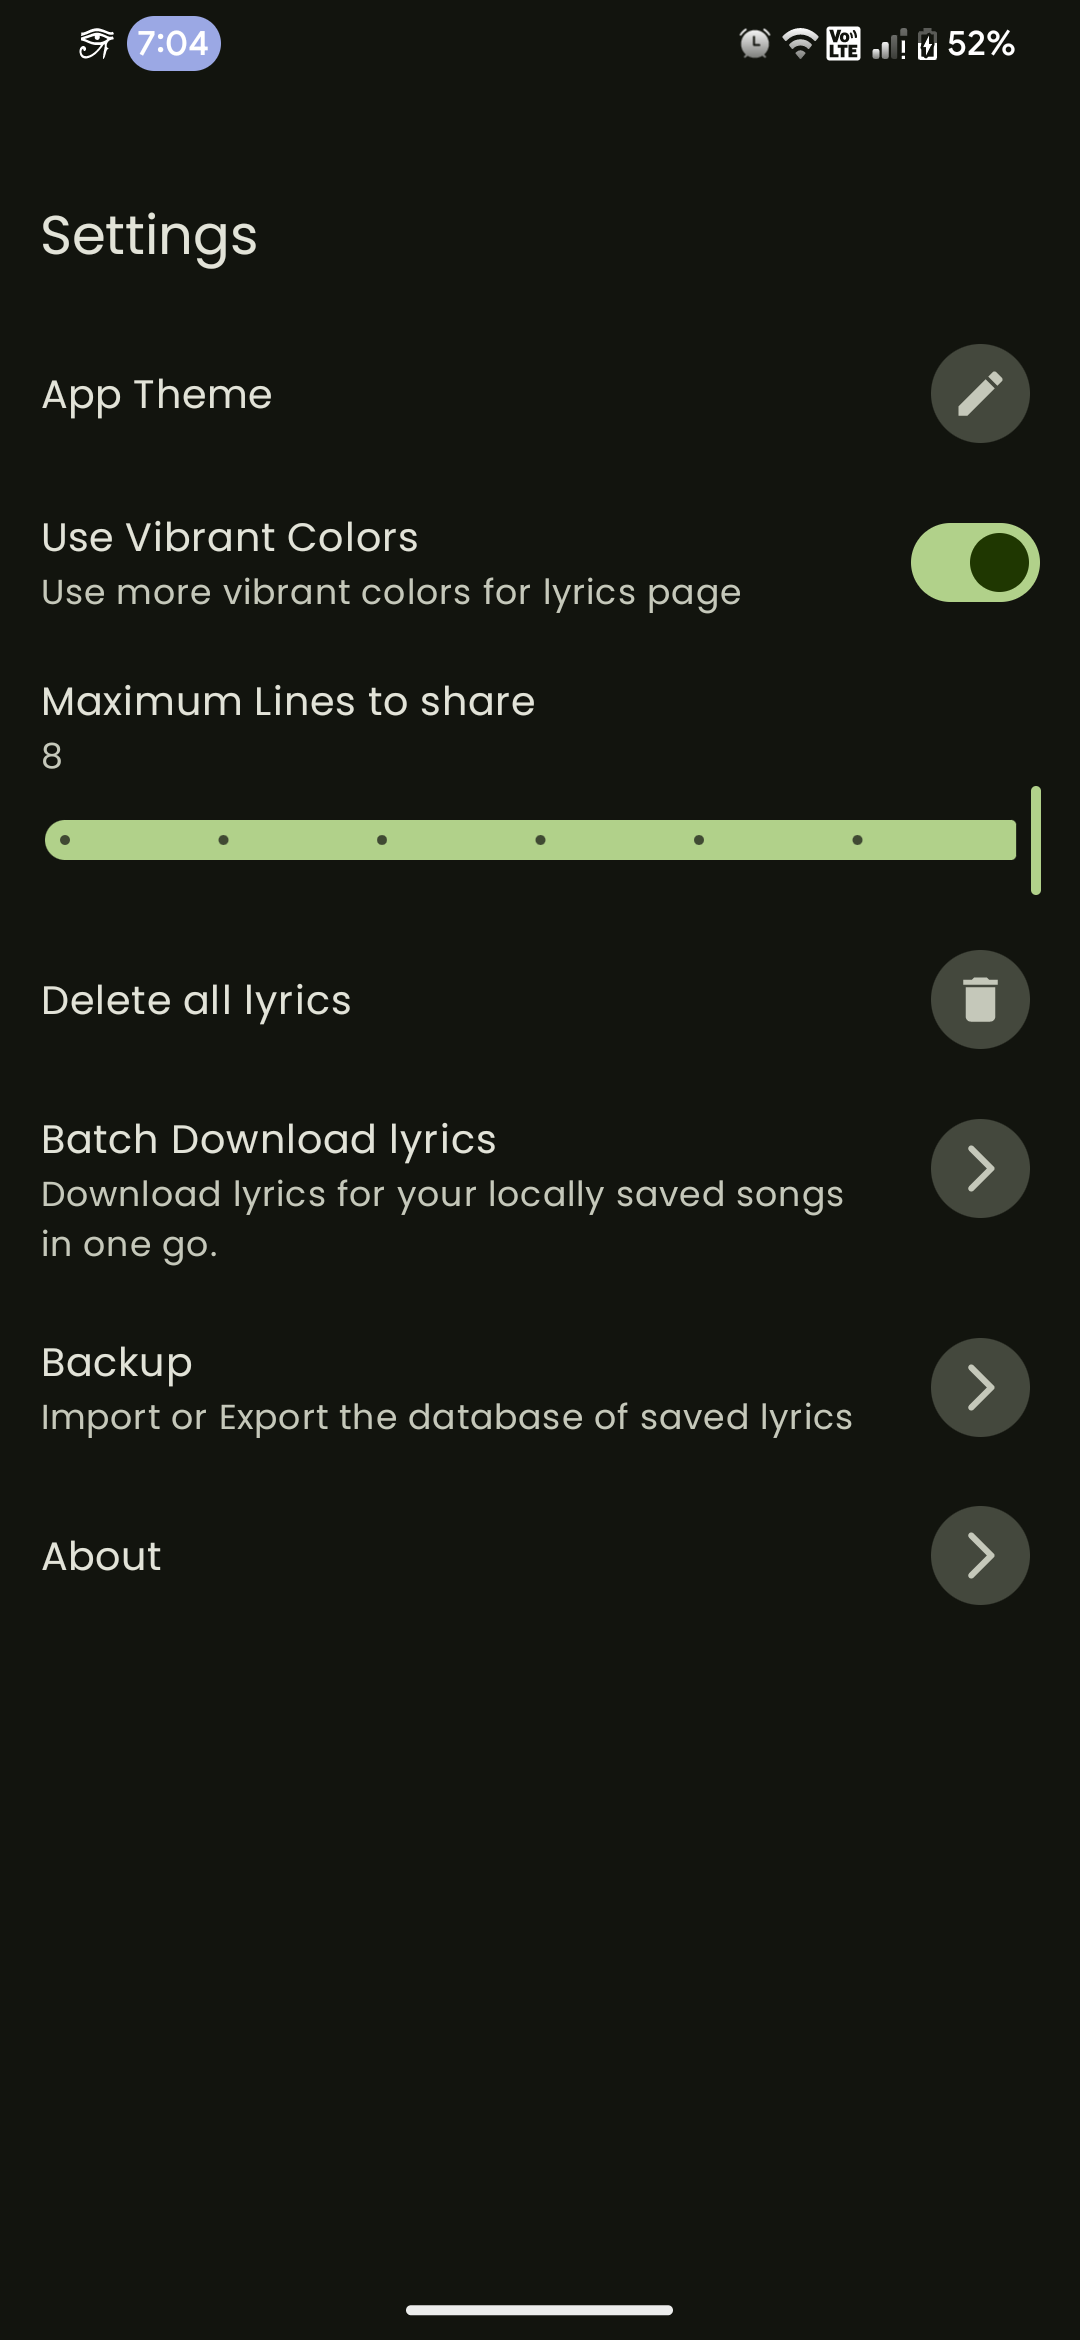 7:04 Vo LTE 52%
Settings
App Theme
Use Vibrant Colors
Use more vibrant colors for lyrics page
Maximum Lines to share
8
Delete all lyrics
Batch Download lyrics
Download lyrics for your locally saved songs
in one go.
Backup
Import or Export the database of saved lyrics
About